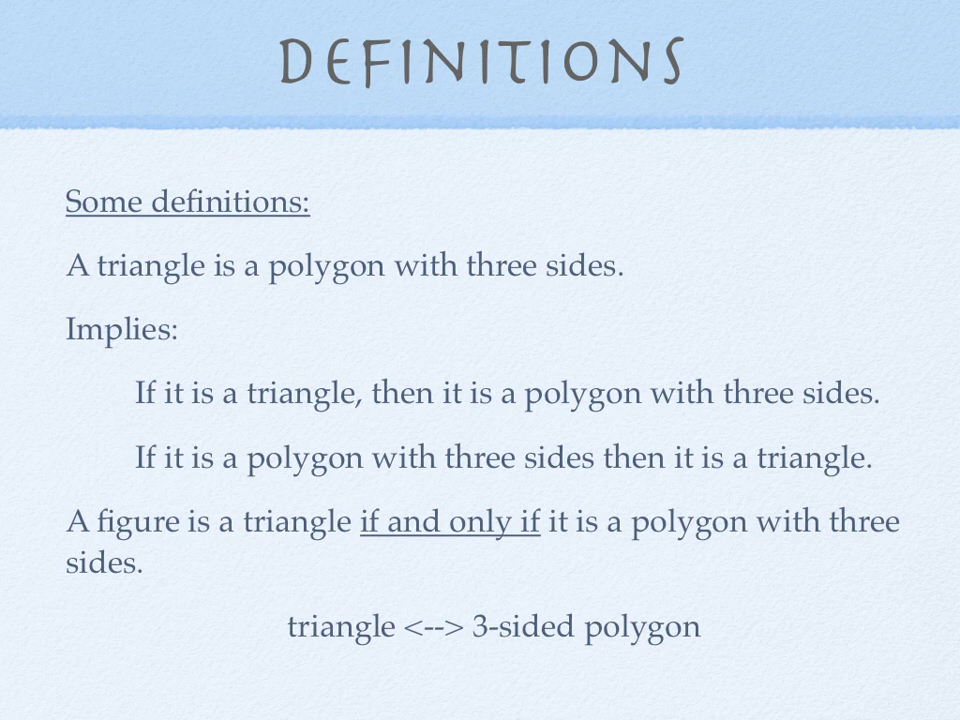 DEFINITIONS
Some definitions:
A triangle is a polygon with three sides.
Implies:
If it is a triangle, then it is a polygon with three sides.
If it is a polygon with three sides then it is a triangle.
A figure is a triangle if and only if it is a polygon with three
sides.
triangle <--> 3-sided polygon